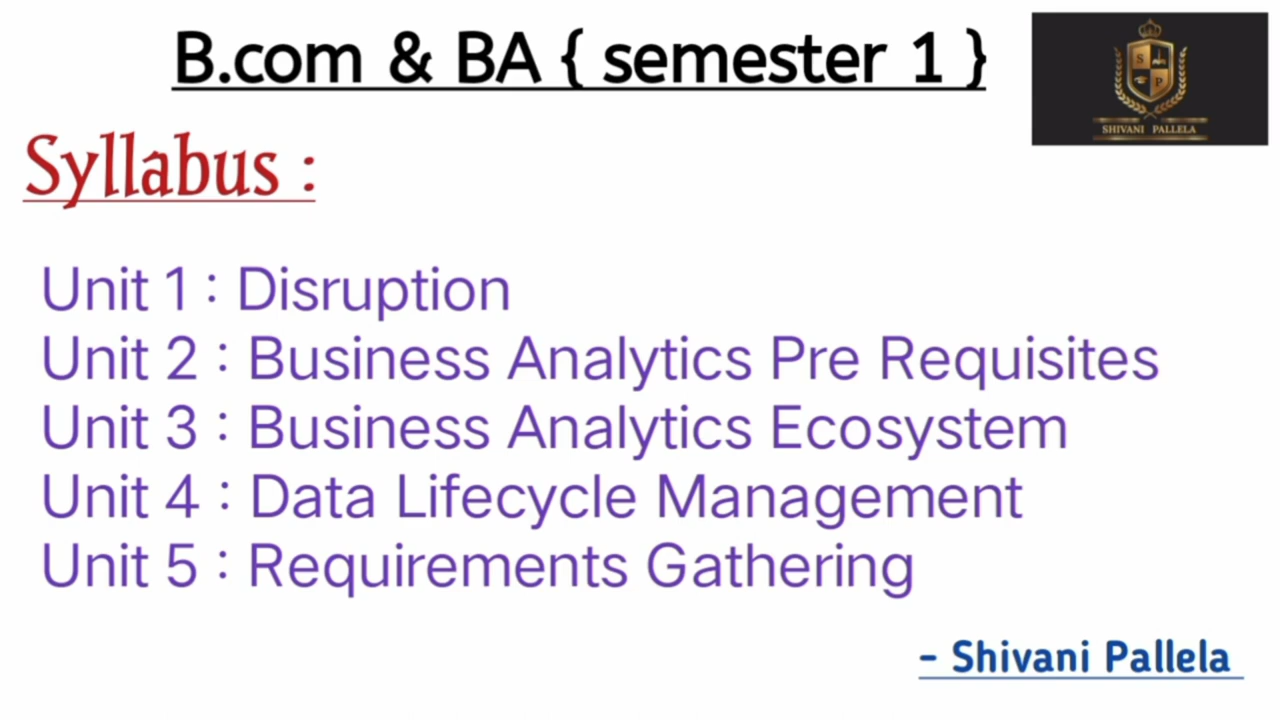 B.com & BA { semester 1 }
S P
SHIVANI PALLELA
Syllabus :
Unit 1 : Disruption
Unit 2 : Business Analytics Pre Requisites
Unit 3 : Business Analytics Ecosystem
Unit 4 : Data Lifecycle Management
Unit 5 : Requirements Gathering
- Shivani Pallela